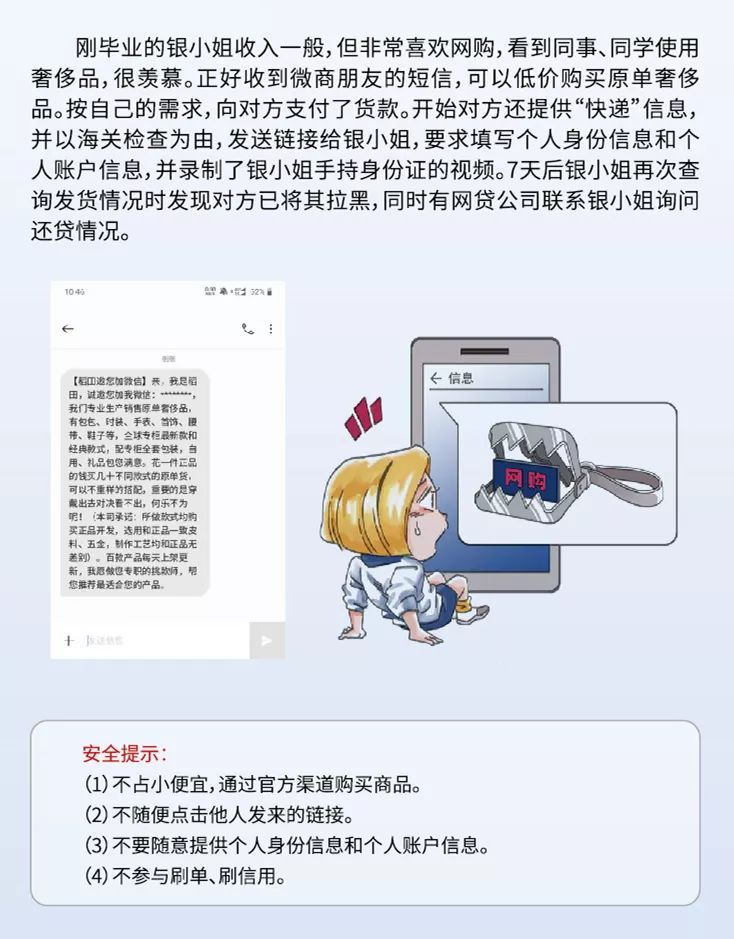 刚毕业的银小姐收入一般，但非常喜欢网购，看到同事、同学使用
奢侈品，很羡慕。正好收到微商朋友的短信，可以低价购买原单奢侈
品。按自己的需求，向对方支付了货款。开始对方还提供“快递”信息，
并以海关检查为由，发送链接给银小姐，要求填写个人身份信息和个
人账户信息，并录制了银小姐手持身份证的视频。7天后银小姐再次查
询发货情况时发现对方已将其拉黑，同时有网贷公司联系银小姐询问
还贷情况。
10:46
52%
【稻田邀您加微信】亲，我是稻
田，诚邀您加我微信：********，
我们专业生产销售原单奢侈品，
有包包、时装、手表、首饰、腰
带、鞋子等，全球专柜最新款和
经典款式，配专柜全套包装，自
用、礼品包您满意。花一件正品
的钱买几十不同款式的原单货，
可以不重样的搭配。重要的是穿
戴出去对决看不出，何乐不为
呢！（本司承诺：所做款式均购
买正品开发，选用和正品一致皮
料、五金，制作工艺均和正品无
差别）。百款产品每天上架更
新，我愿做您专职的挑款师，帮
您推荐最适合您的产品。
发送短信
信息
网购
安全提示：
（1）不占小便宜，通过官方渠道购买商品。
（2）不随便点击他人发来的链接。
（3）不要随意提供个人身份信息和个人账户信息。
（4）不参与刷单、刷信用。